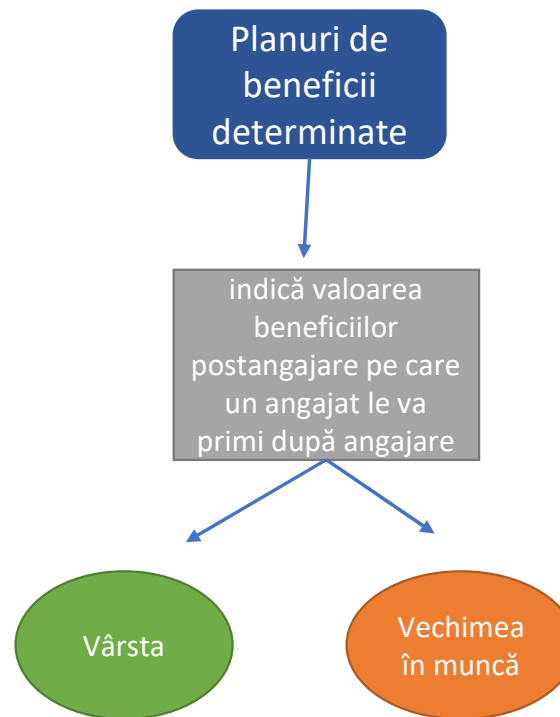 Planuri de
beneficii
determinate
indică valoarea
beneficiilor
postangajare pe care
un angajat le va
primi după angajare
Vârsta
Vechimea
în muncă